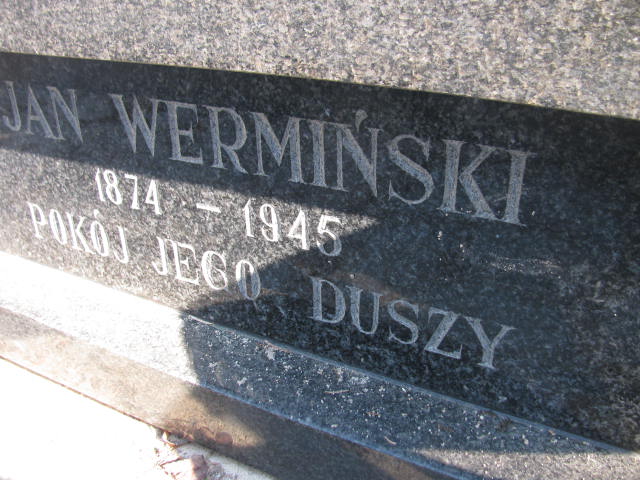 JAN WERMIŃSKI
1874 - 1945
POKÓJ JEGO DUSZY